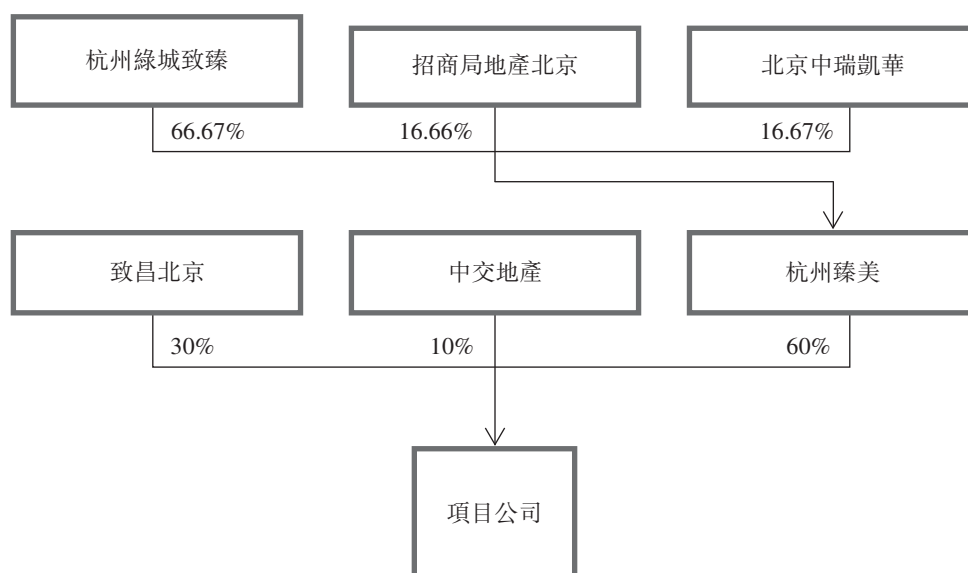 杭州綠城致臻
招商局地產北京
北京中瑞凱華
66.67%
16.66%
16.67%
致昌北京
中交地產
杭州臻美
30%
10%
60%
項目公司